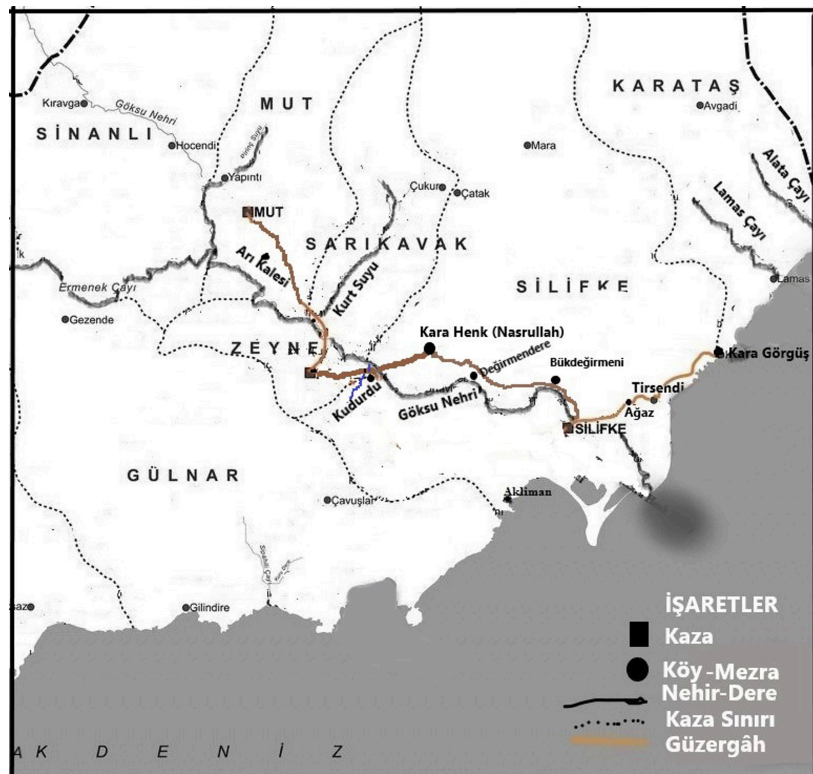 KARATAŞ
Avgadi
Kıravga
Göksu Nehri
MUT
SİNANLI
Hocendi
Mara
Alata Çayı
Yapıntı
Çukur
Çatak
Lamas Çayı
MUT
SARIKAVAK
Arı Kalesi
Kurt Suyu
Lamas
Ermenek Çayı
SİLİFKE
Gezende
ZEYNE
Kara Henk (Nasrullah)
Kara Görgüş
Değirmendere
Bükdeğirmeni
Kudurdu
Göksu Nehri
Tirsendi
Ağaz
SİLİFKE
GÜLNAR
Çavuşlar
Akliman
Gilindire
İŞARETLER
Kaza
Köy-Mezra
Nehir-Dere
Kaza Sınırı
Güzergâh
AKDENİZ